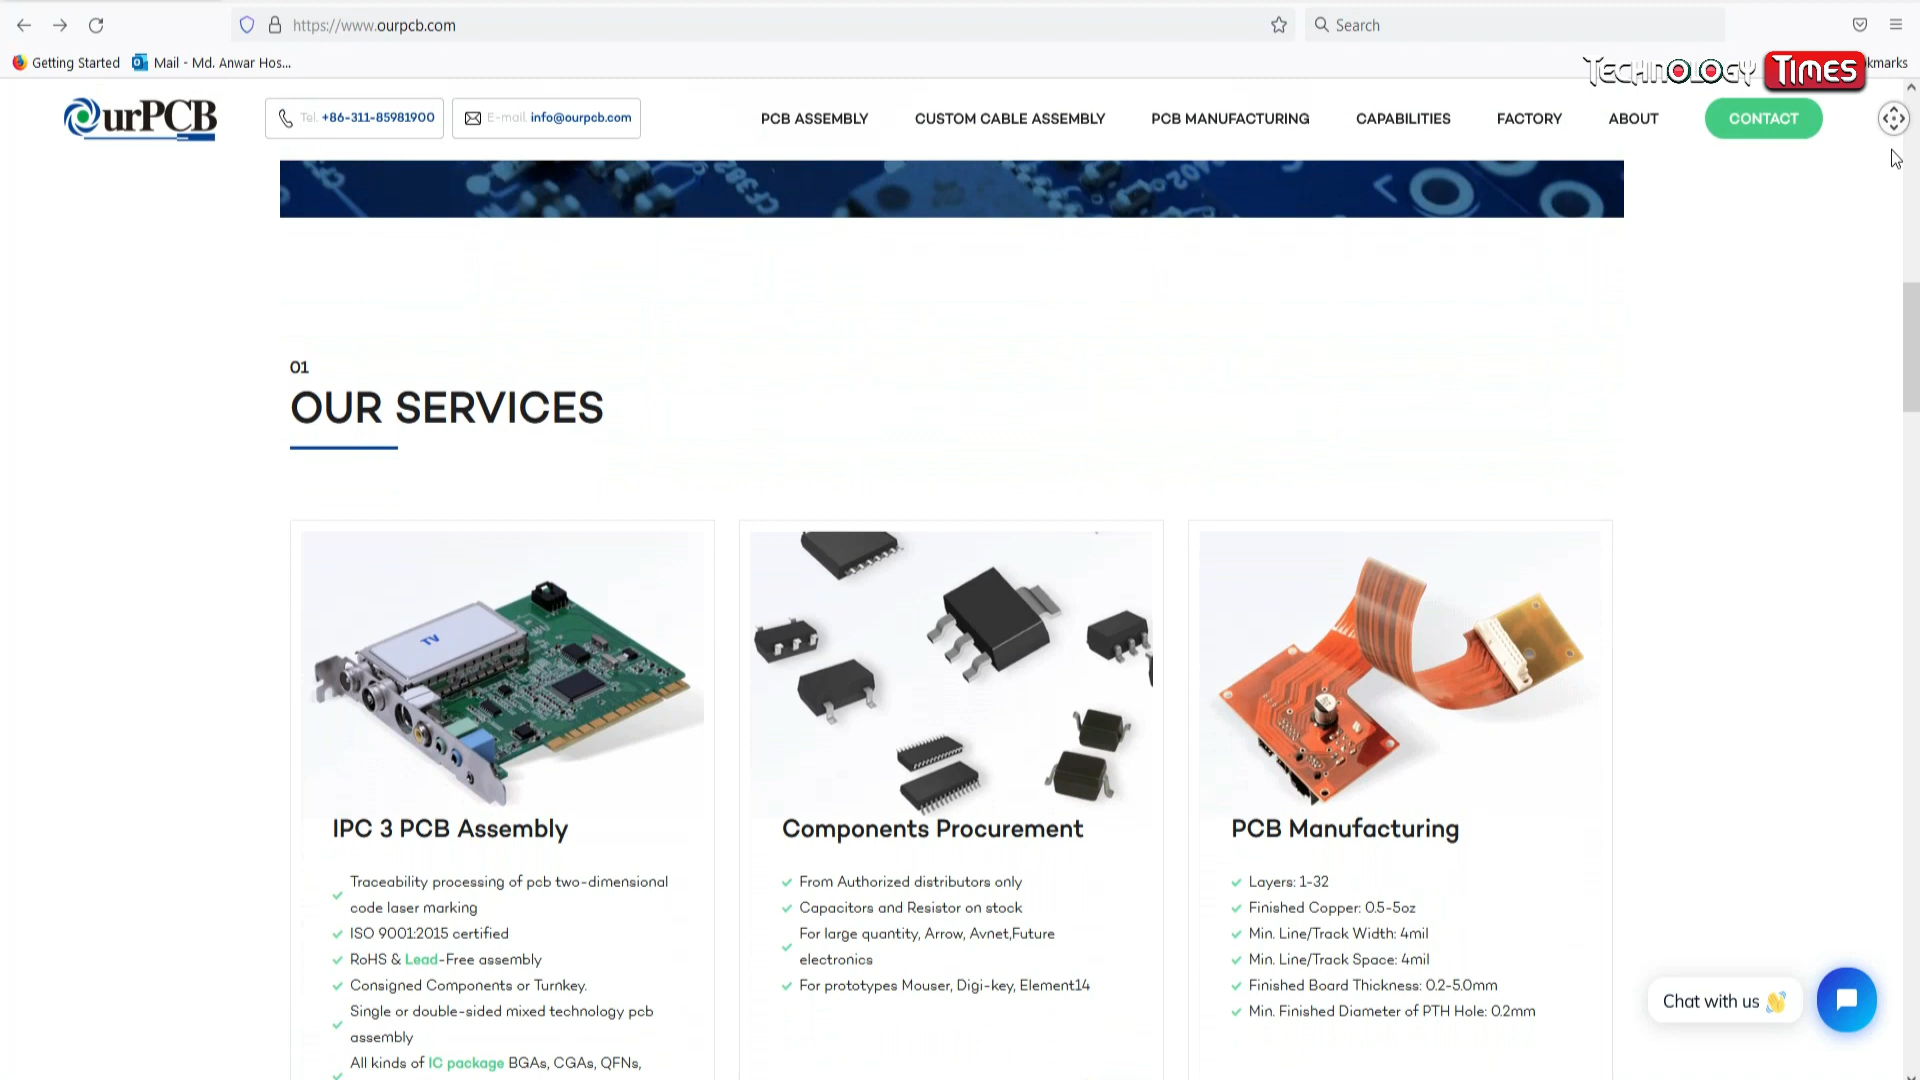 https://www.ourpcb.com
Search
Getting Started
Mail - Md. Anwar Hos...
TECHNOLOGY TIMES
kmarks
OurPCB
Tel. +86-311-85981900
E-mail. info@ourpcb.com
PCB ASSEMBLY
CUSTOM CABLE ASSEMBLY
PCB MANUFACTURING
CAPABILITIES
FACTORY
ABOUT
CONTACT
01
OUR SERVICES
TV
IPC 3 PCB Assembly
Traceability processing of pcb two-dimensional
code laser marking
ISO 9001:2015 certified
RoHS & Lead-Free assembly
Consigned Components or Turnkey.
Single or double-sided mixed technology pcb
assembly
All kinds of IC package BGAs, CGAs, QFNs,
Components Procurement
From Authorized distributors only
Capacitors and Resistor on stock
For large quantity, Arrow, Avnet,Future
electronics
For prototypes Mouser, Digi-key, Element14
PCB Manufacturing
Layers: 1-32
Finished Copper: 0.5-5oz
Min. Line/Track Width: 4mil
Min. Line/Track Space: 4mil
Finished Board Thickness: 0.2-5.0mm
Min. Finished Diameter of PTH Hole: 0.2mm
Chat with us 👋